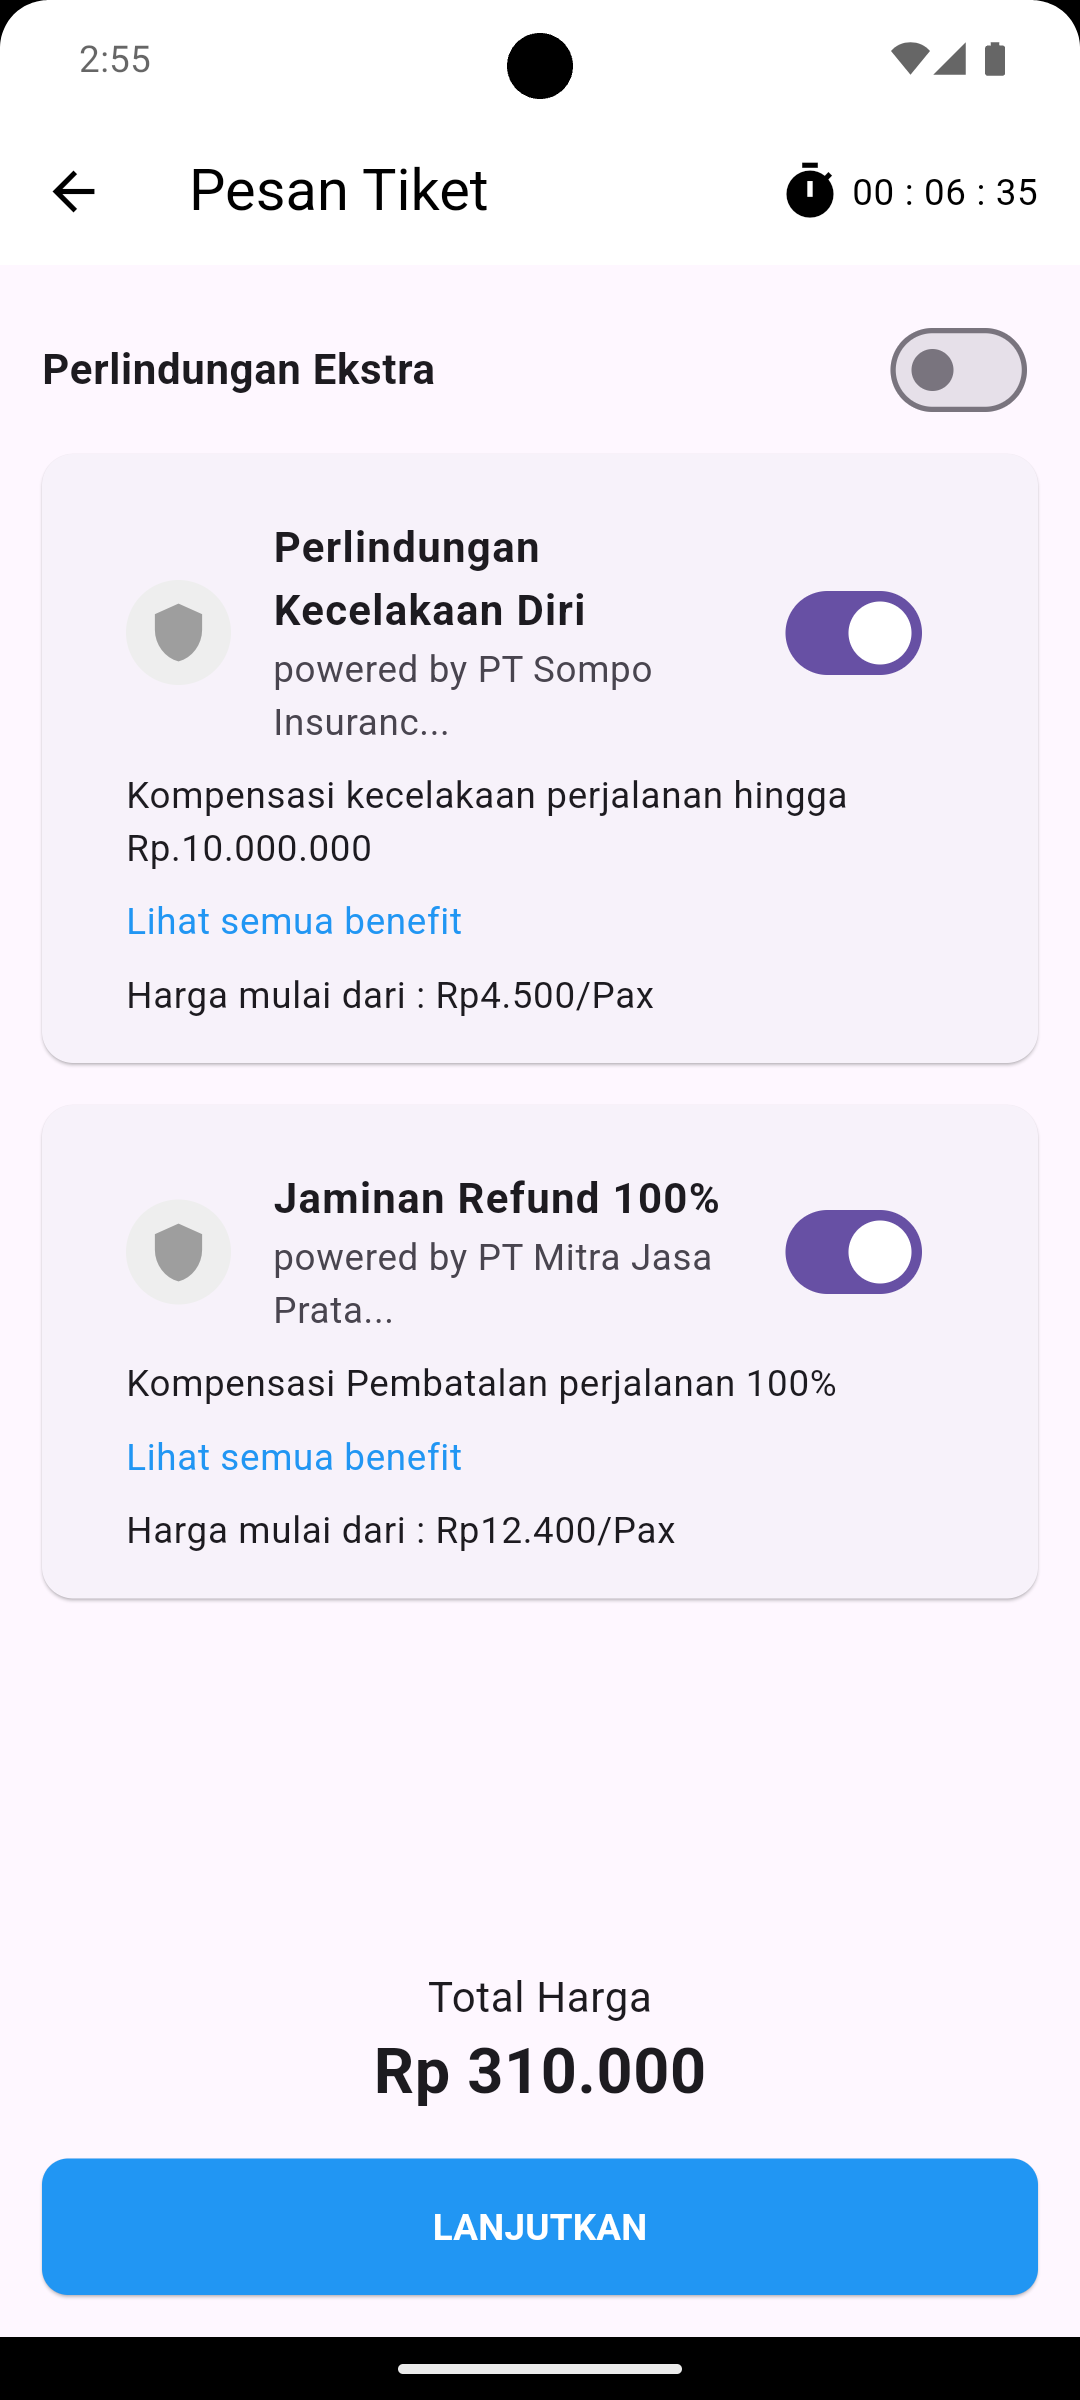 2:55
Pesan Tiket
00 : 06 : 35
Perlindungan Ekstra
Perlindungan
Kecelakaan Diri
powered by PT Sompo
Insuranc...
Kompensasi kecelakaan perjalanan hingga
Rp.10.000.000
Lihat semua benefit
Harga mulai dari : Rp4.500/Pax
Jaminan Refund 100%
powered by PT Mitra Jasa
Prata...
Kompensasi Pembatalan perjalanan 100%
Lihat semua benefit
Harga mulai dari : Rp12.400/Pax
Total Harga
Rp 310.000
LANJUTKAN